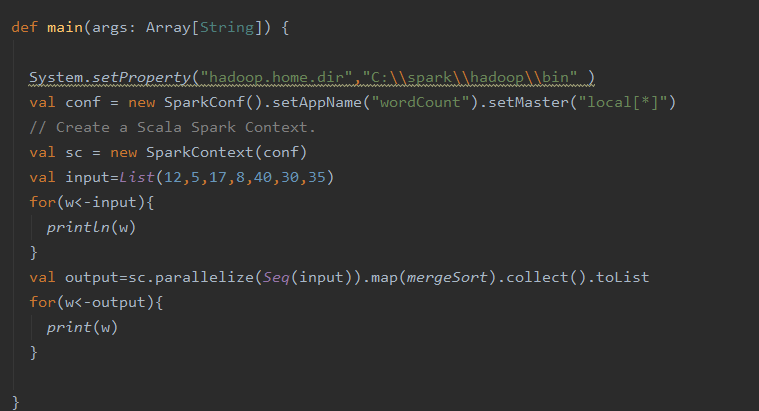 def main(args: Array[String]) {
System.setProperty("hadoop.home.dir","C:\\spark\\hadoop\\bin" )
val conf = new SparkConf().setAppName("wordCount").setMaster("local[*]")
// Create a Scala Spark Context.
val sc = new SparkContext(conf)
val input=List(12,5,17,8,40,30,35)
for(w<-input){
println(w)
}
val output=sc.parallelize(Seq(input)).map(mergeSort).collect().toList
for(w<-output){
print(w)
}
}